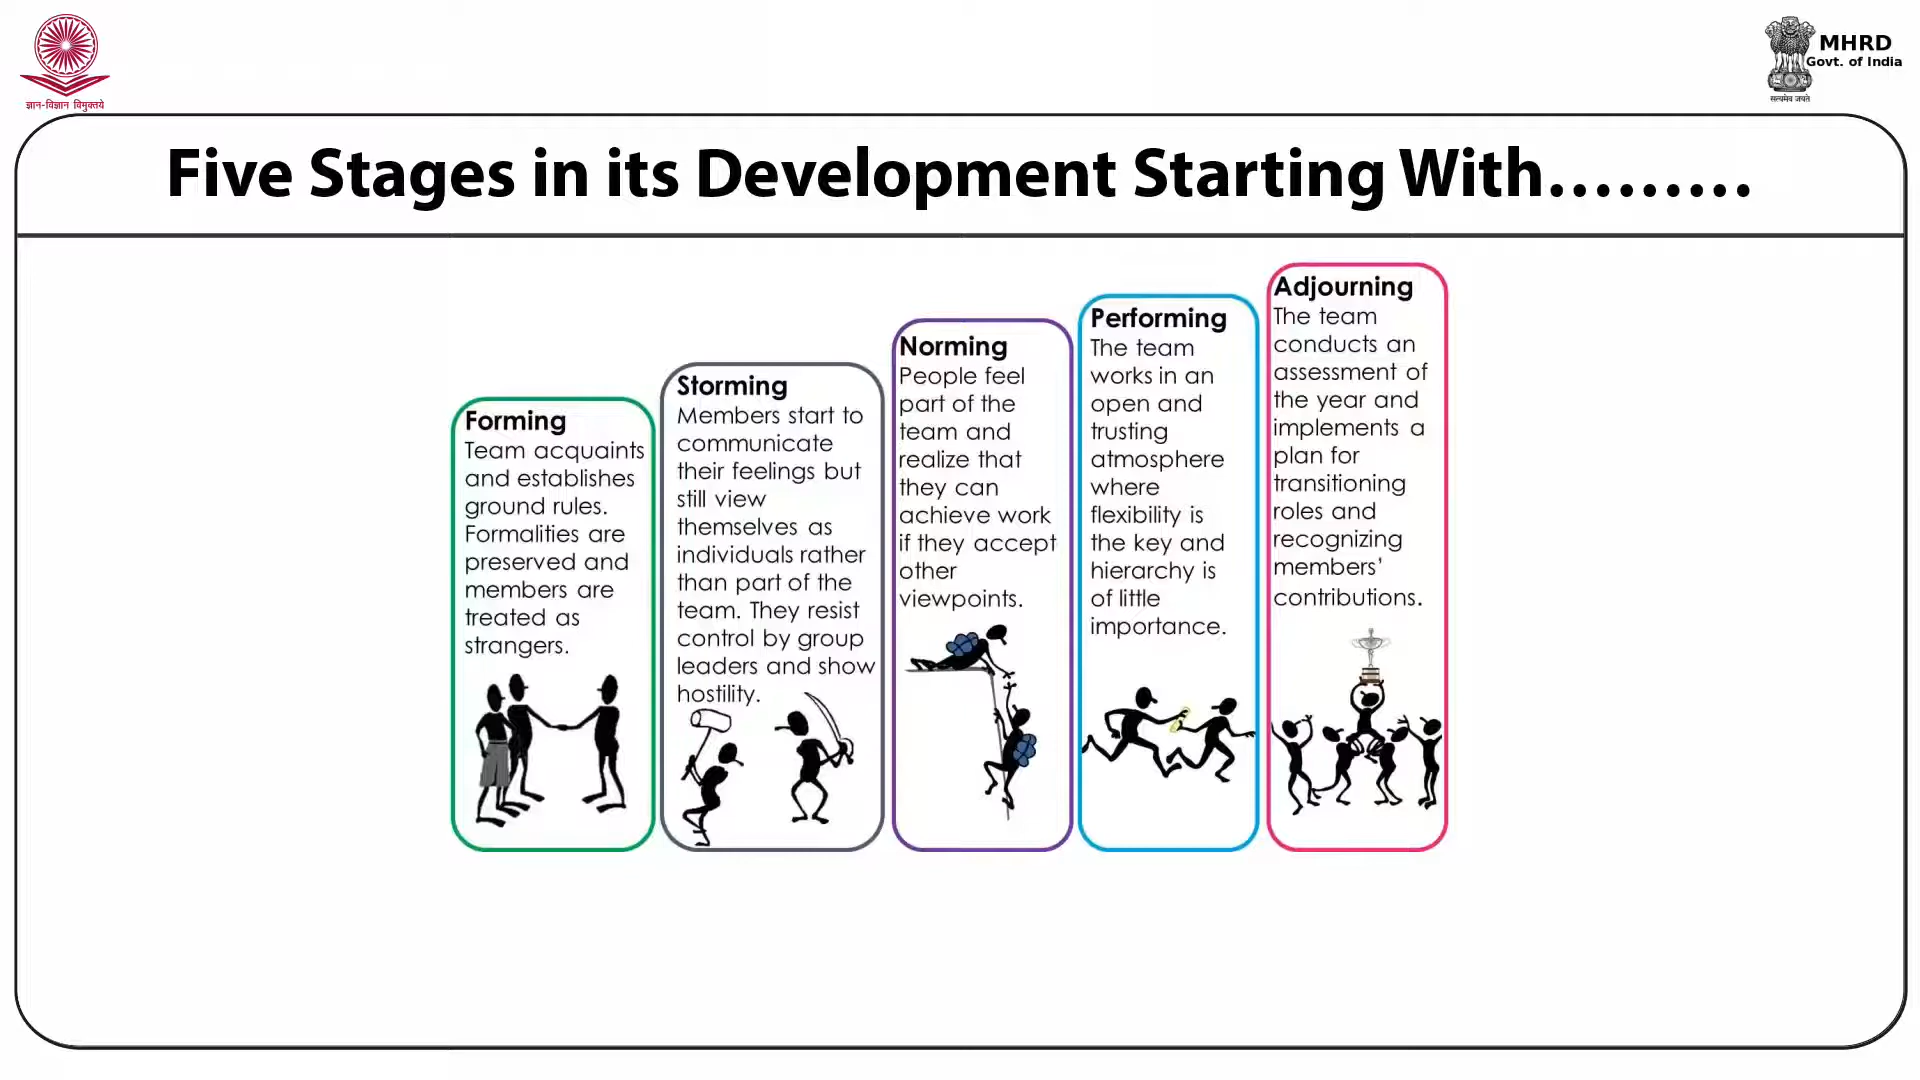 ज्ञान-विज्ञान विमुक्तये
MHRD
Govt. of India
सत्यमेव जयते
Five Stages in its Development Starting With.........
Forming
Team acquaints
and establishes
ground rules.
Formalities are
preserved and
members are
treated as
strangers.
Storming
Members start to
communicate
their feelings but
still view
themselves as
individuals rather
than part of the
team. They resist
control by group
leaders and show
hostility.
Norming
People feel
part of the
team and
realize that
they can
achieve work
if they accept
other
viewpoints.
Performing
The team
works in an
open and
trusting
atmosphere
where
flexibility is
the key and
hierarchy is
of little
importance.
Adjourning
The team
conducts an
assessment of
the year and
implements a
plan for
transitioning
roles and
recognizing
members’
contributions.